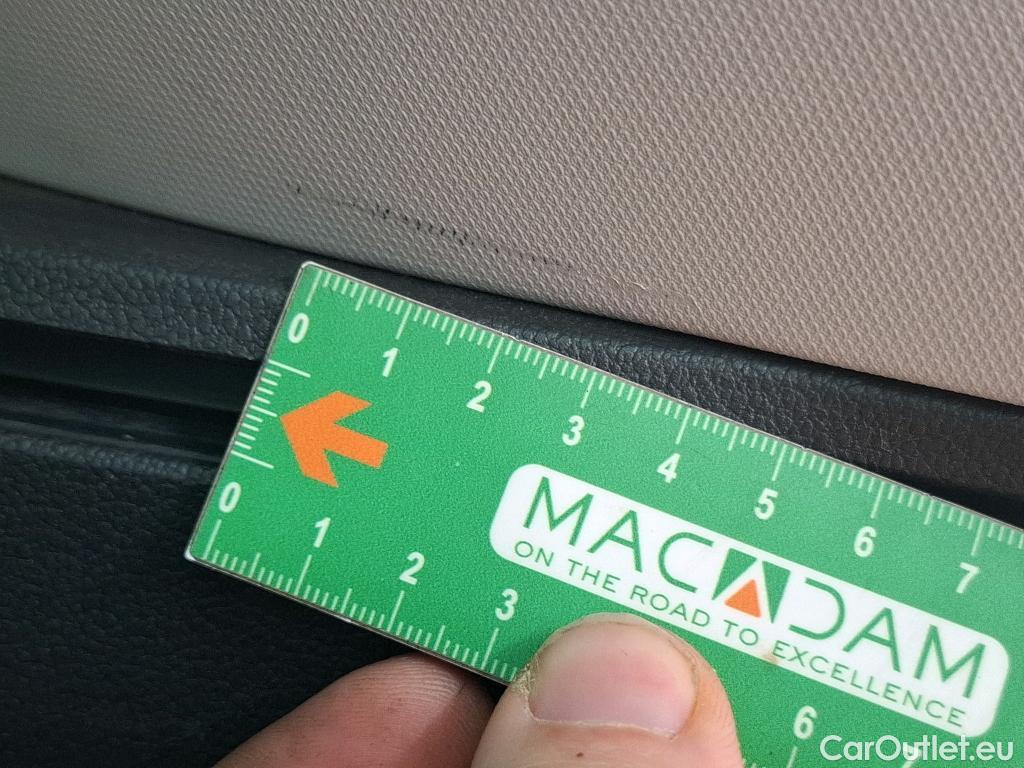 0 1 2 3 4 5 6 7
0 1 2 3 6
MACADAM
ON THE ROAD TO EXCELLENCE
CarOutlet.eu